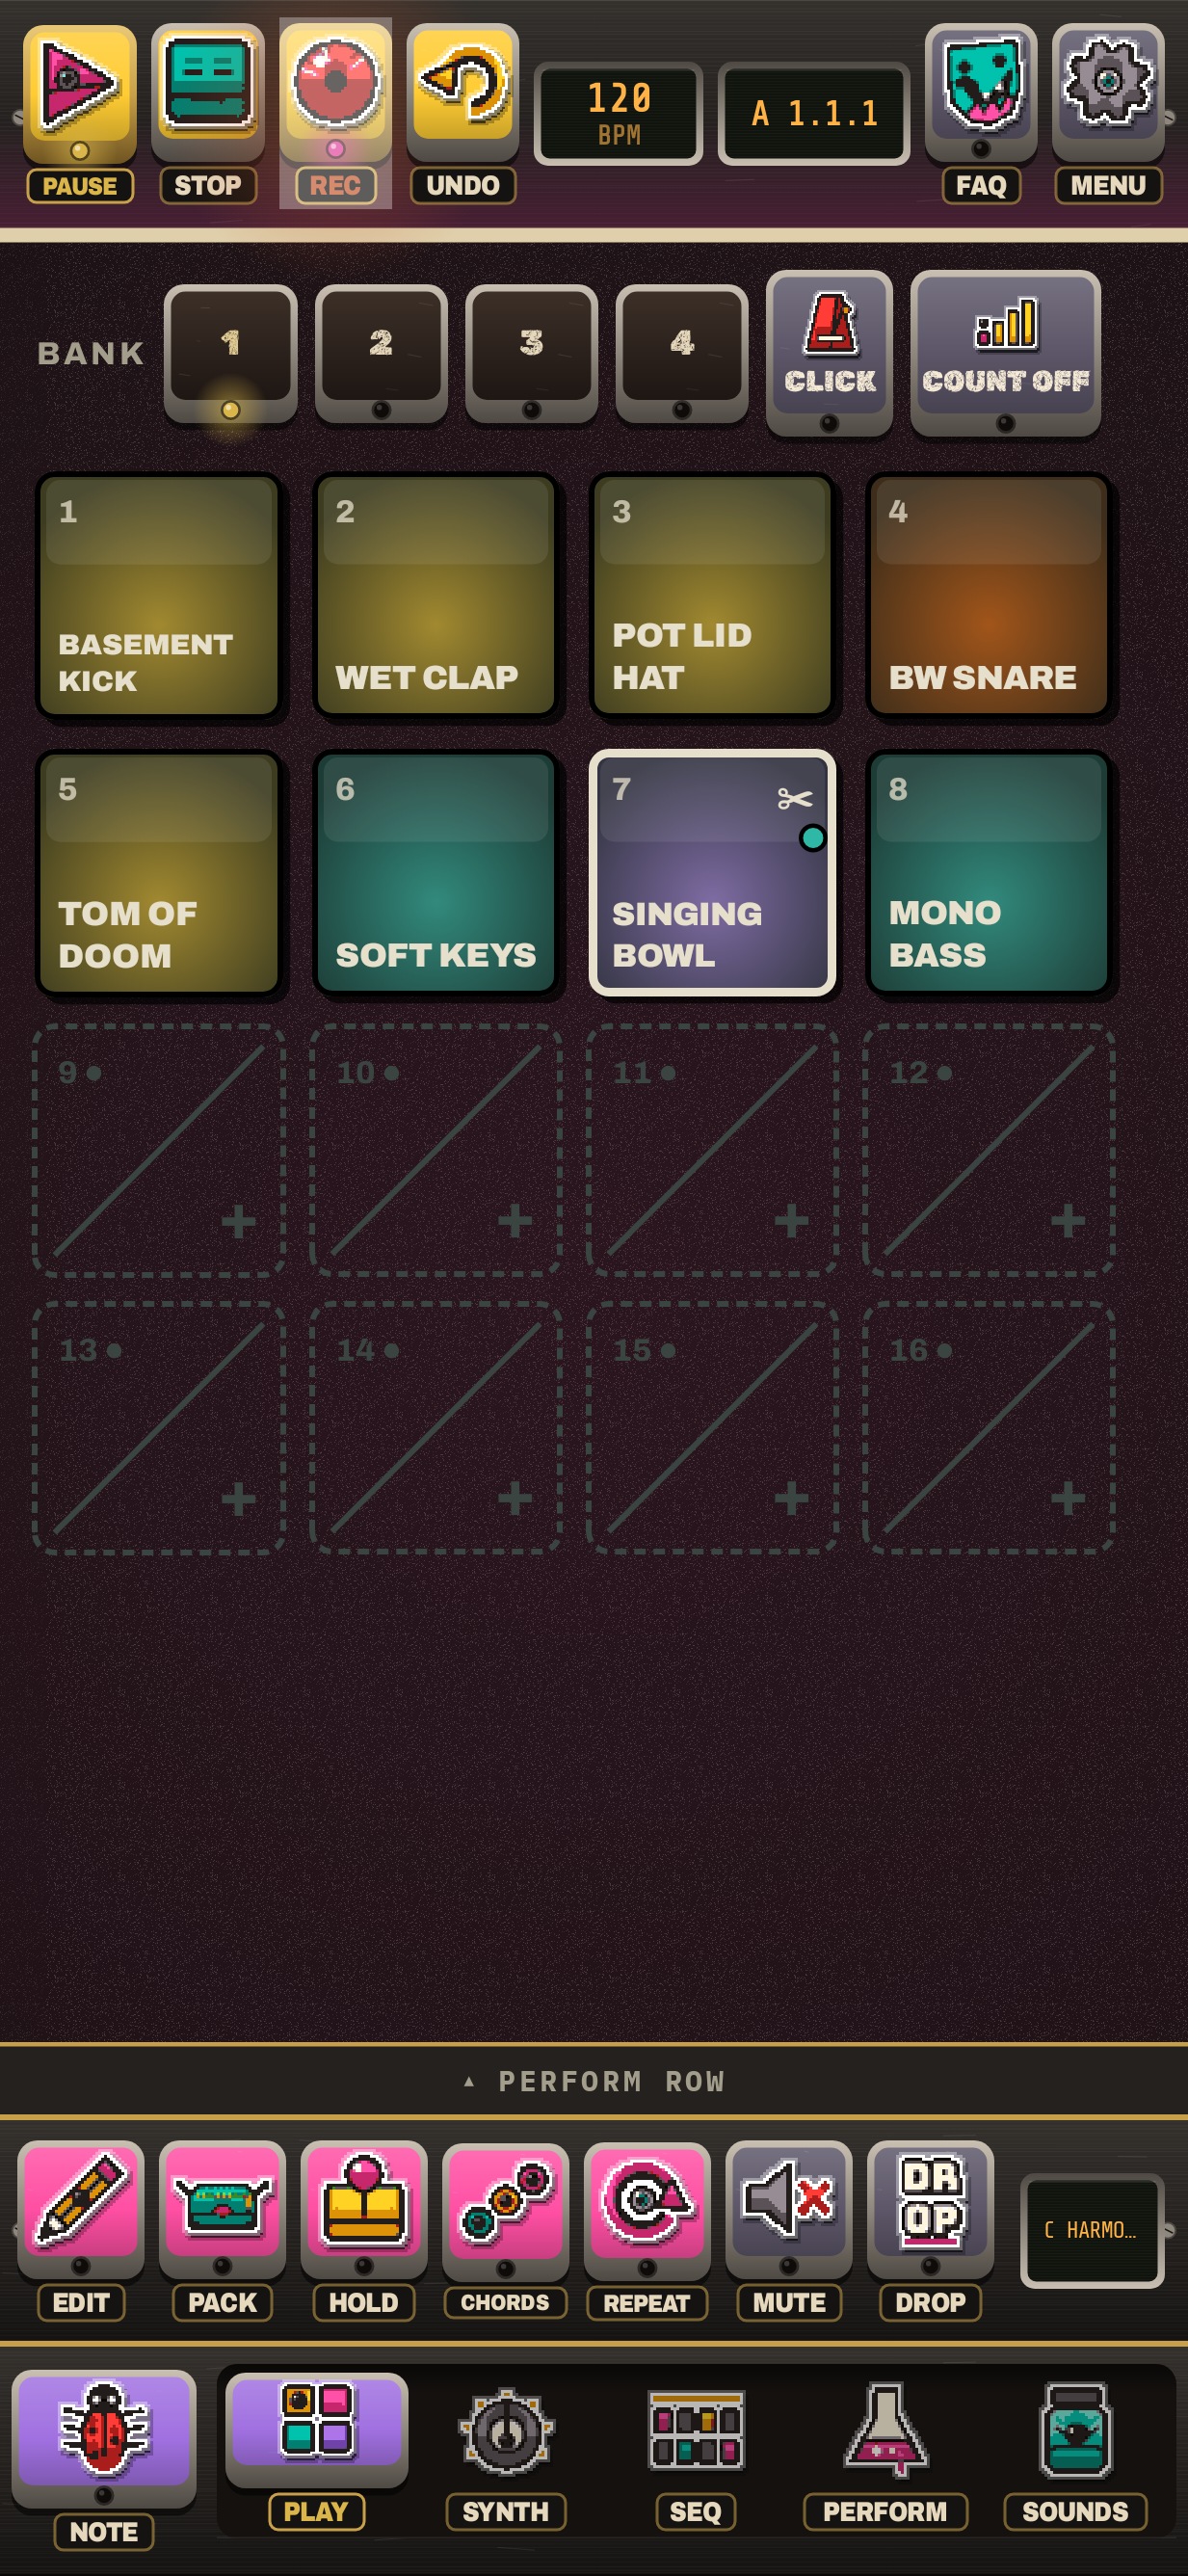 120
BPM
A 1.1.1
PAUSE
STOP
REC
UNDO
FAQ
MENU
BANK
1
2
3
4
CLICK
COUNT OFF
1
BASEMENT
KICK
2
WET CLAP
3
POT LID
HAT
4
BW SNARE
5
TOM OF
DOOM
6
SOFT KEYS
7
SINGING
BOWL
8
MONO
BASS
9
10
11
12
13
14
15
16
PERFORM ROW
DR
OP
C HARMO…
EDIT
PACK
HOLD
CHORDS
REPEAT
MUTE
DROP
NOTE
PLAY
SYNTH
SEQ
PERFORM
SOUNDS